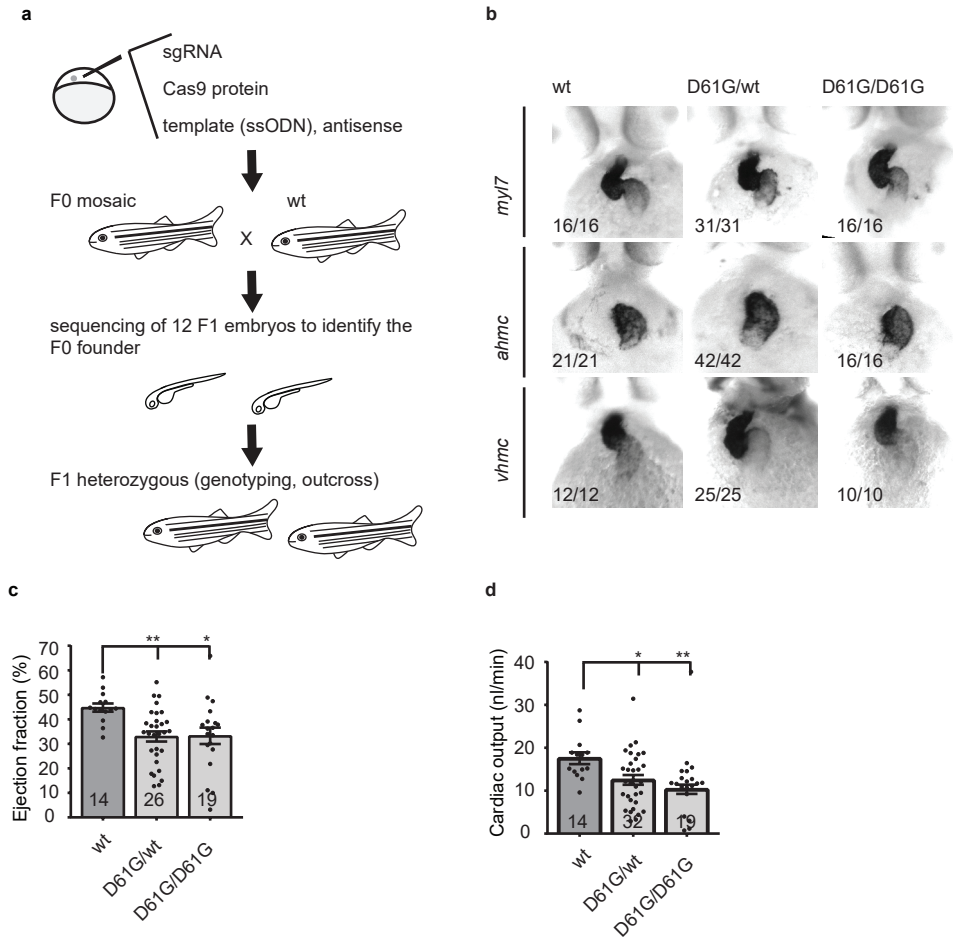 a
sgRNA
Cas9 protein
template (ssODN), antisense
F0 mosaic
wt
X
sequencing of 12 F1 embryos to identify the
F0 founder
F1 heterozygous (genotyping, outcross)
b
wt D61G/wt D61G/D61G
myl7
16/16 31/31 16/16
ahmc
21/21 42/42 16/16
vhmc
12/12 25/25 10/10
c
Ejection fraction (%)
70
60
50
40
30
20
10
0
** *
14 26 19
wt D61G/wt D61G/D61G
d
Cardiac output (nl/min)
40
30
20
10
0
* **
14 32 19
wt D61G/wt D61G/D61G